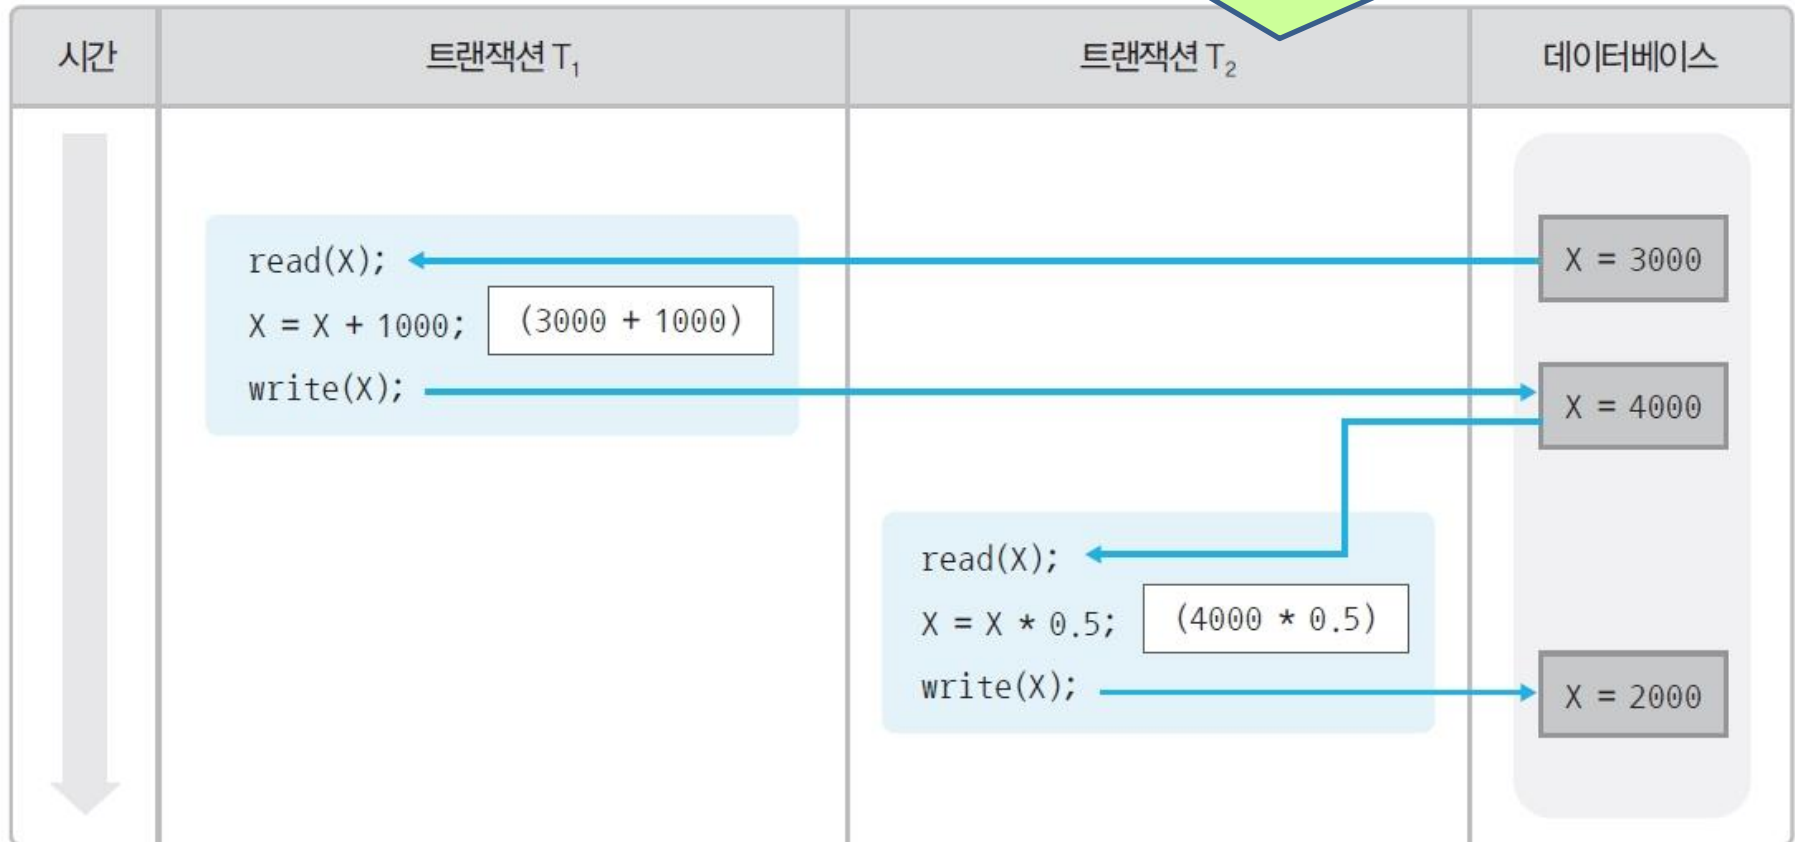 시간 트랜잭션 T₁ 트랜잭션 T₂ 데이터베이스
read(X);
X = 3000
X = X + 1000; (3000 + 1000)
write(X);
X = 4000
read(X);
X = X * 0.5; (4000 * 0.5)
write(X);
X = 2000